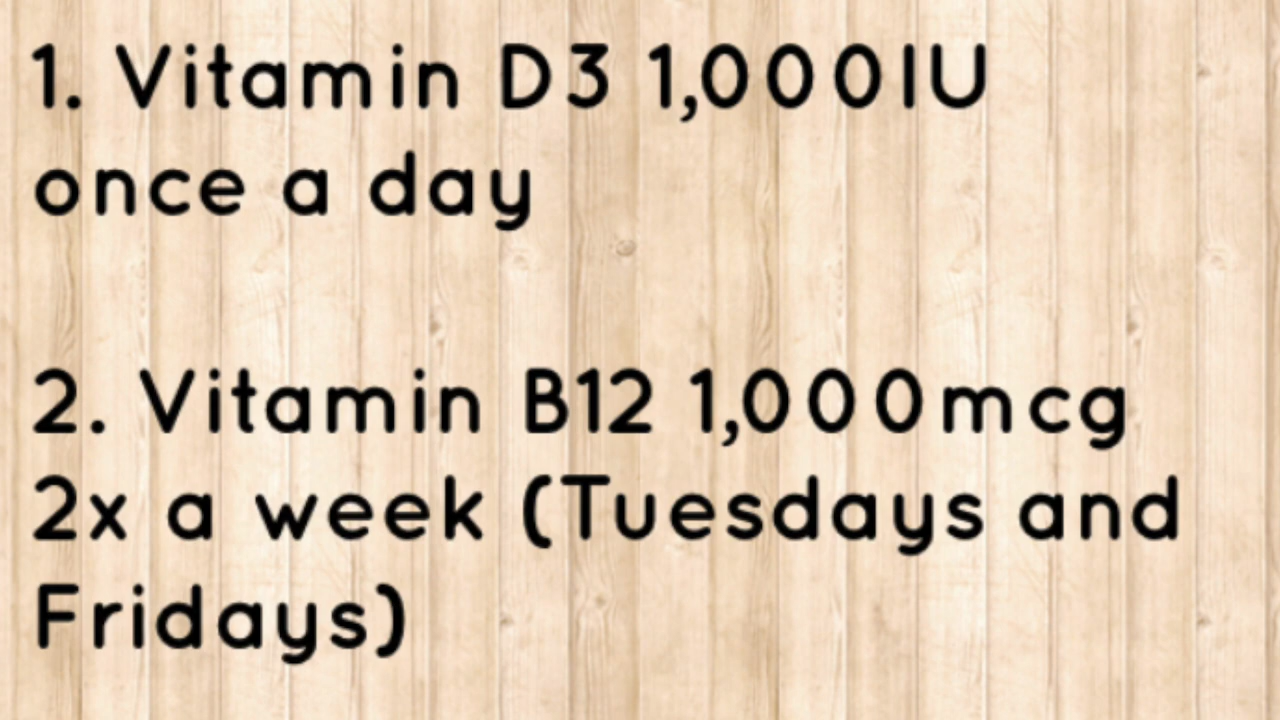 1. Vitamin D3 1,000IU
once a day
2. Vitamin B12 1,000mcg
2x a week (Tuesdays and
Fridays)